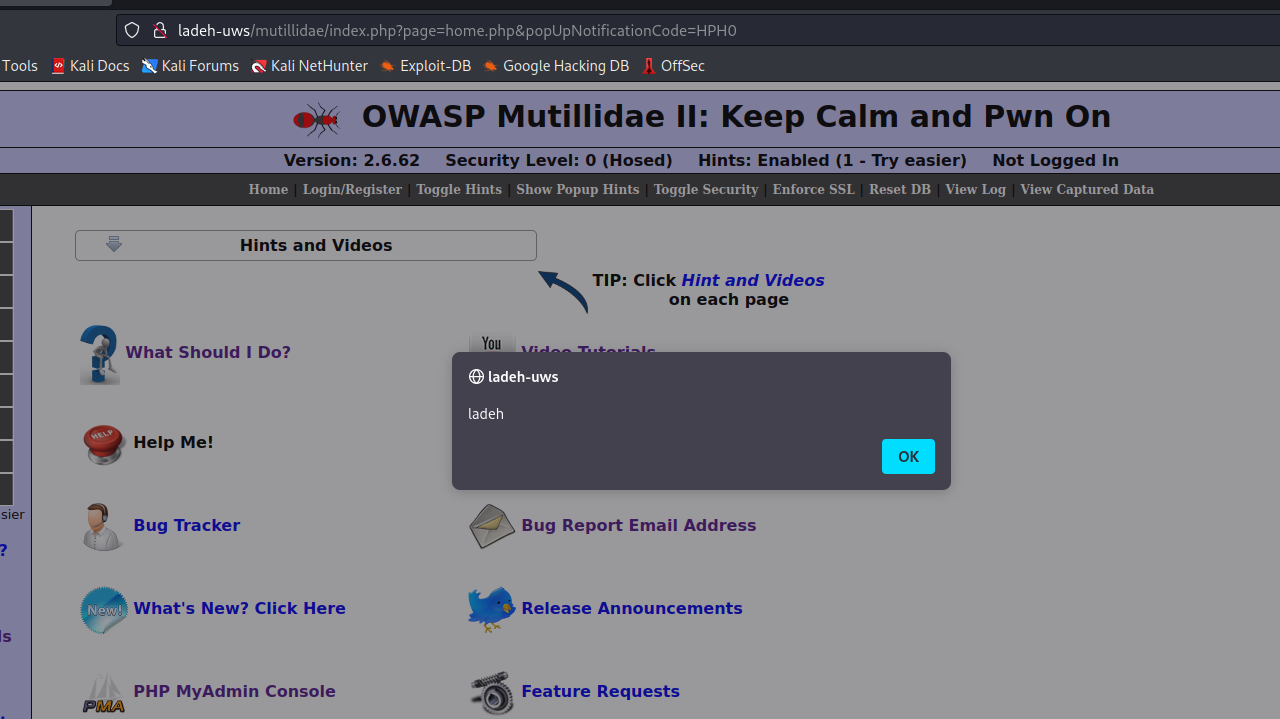 ladeh-uws/mutillidae/index.php?page=home.php&popUpNotificationCode=HPH0
Tools Kali Docs Kali Forums Kali NetHunter Exploit-DB Google Hacking DB OffSec
OWASP Mutillidae II: Keep Calm and Pwn On
Version: 2.6.62 Security Level: 0 (Hosed) Hints: Enabled (1 - Try easier) Not Logged In
Home | Login/Register | Toggle Hints | Show Popup Hints | Toggle Security | Enforce SSL | Reset DB | View Log | View Captured Data
Hints and Videos
TIP: Click Hint and Videos
on each page
What Should I Do?
You
Video Tutorials
ladeh-uws
ladeh
OK
Help Me!
sier
?
Bug Tracker
Bug Report Email Address
New!
What's New? Click Here
Release Announcements
ls
PMA
PHP MyAdmin Console
Feature Requests